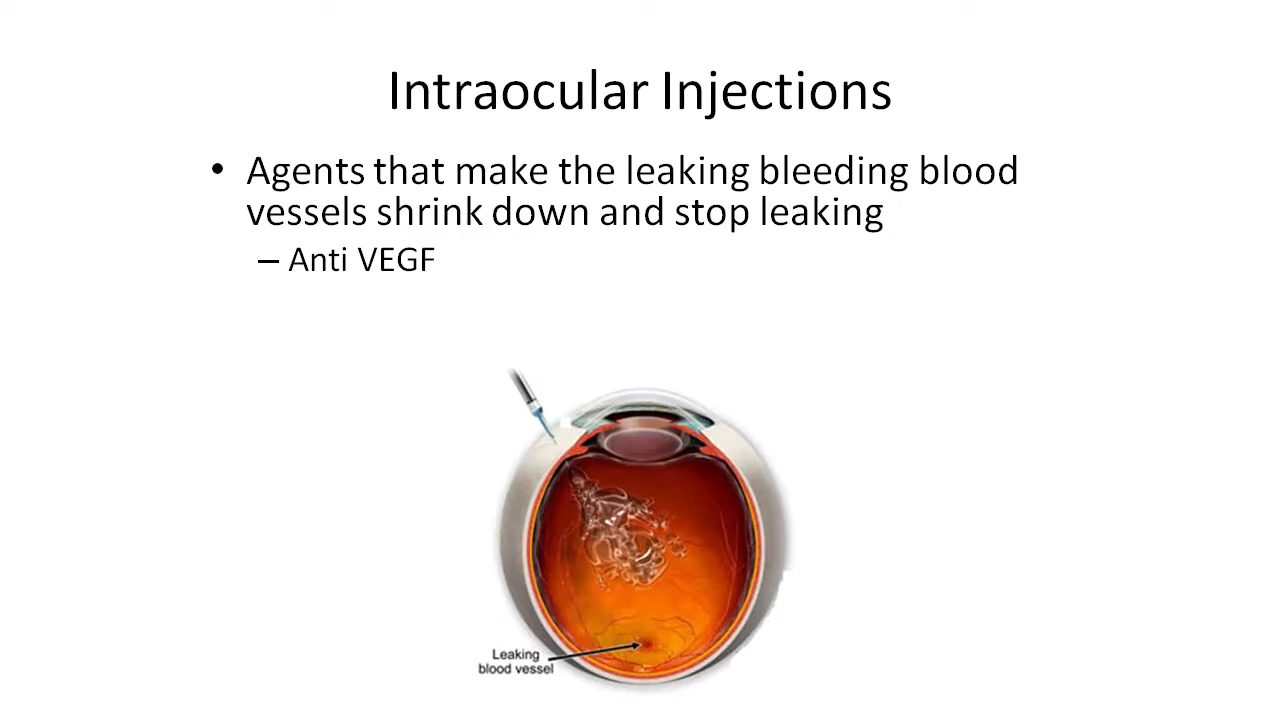 Intraocular Injections
• Agents that make the leaking bleeding blood
vessels shrink down and stop leaking
– Anti VEGF
Leaking
blood vessel